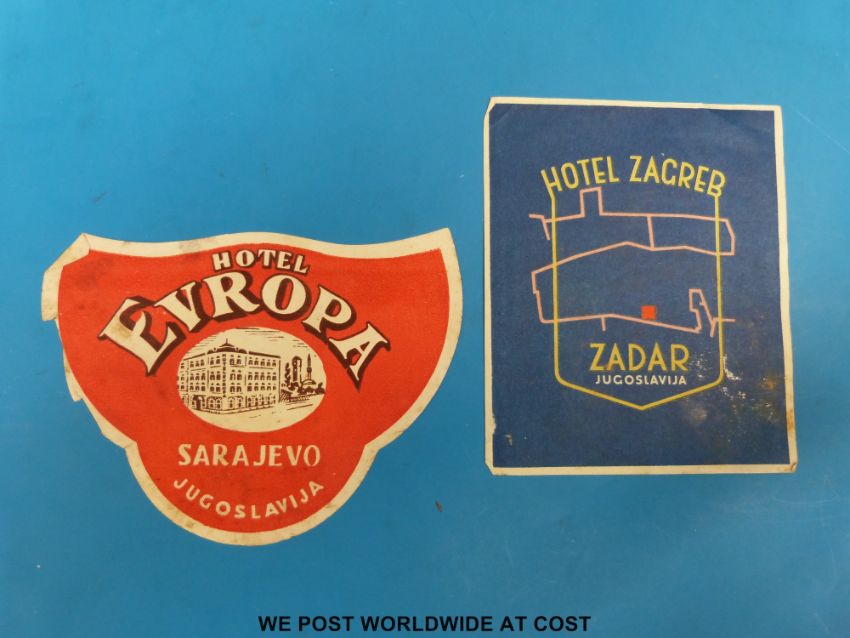 HOTEL
EVROPA
SARAJEVO
JUGOSLAVIJA
HOTEL ZAGREB
ZADAR
JUGOSLAVIJA
WE POST WORLDWIDE AT COST